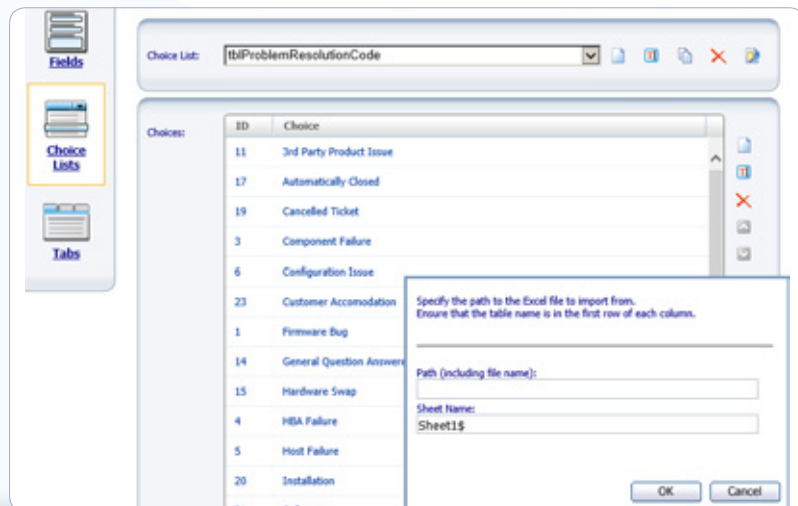 Fields
Choice Lists
Tabs
Choice List: tblProblemResolutionCode
Choices:
ID Choice
11 3rd Party Product Issue
17 Automatically Closed
19 Cancelled Ticket
3 Component Failure
6 Configuration Issue
23 Customer Accomodation
1 Firmware Bug
14 General Question Answere
15 Hardware Swap
4 HBA Failure
5 Host Failure
20 Installation
Specify the path to the Excel file to import from.
Ensure that the table name is in the first row of each column.
Path (including file name):
Sheet Name:
Sheet1$
OK Cancel